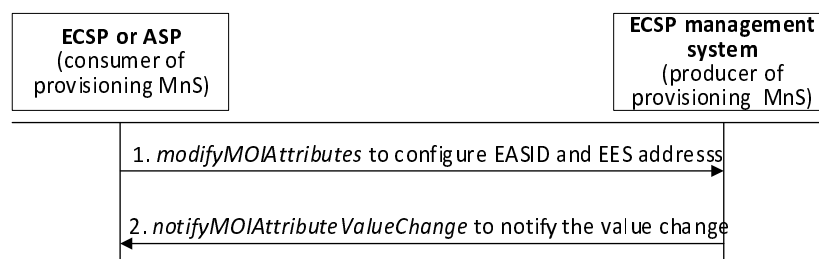 ECSP or ASP
(consumer of
provisioning MnS)
ECSP management
system
(producer of
provisioning MnS)
1. modifyMOIAttributes to configure EASID and EES addresss
2. notifyMOIAttributeValueChange to notify the value change